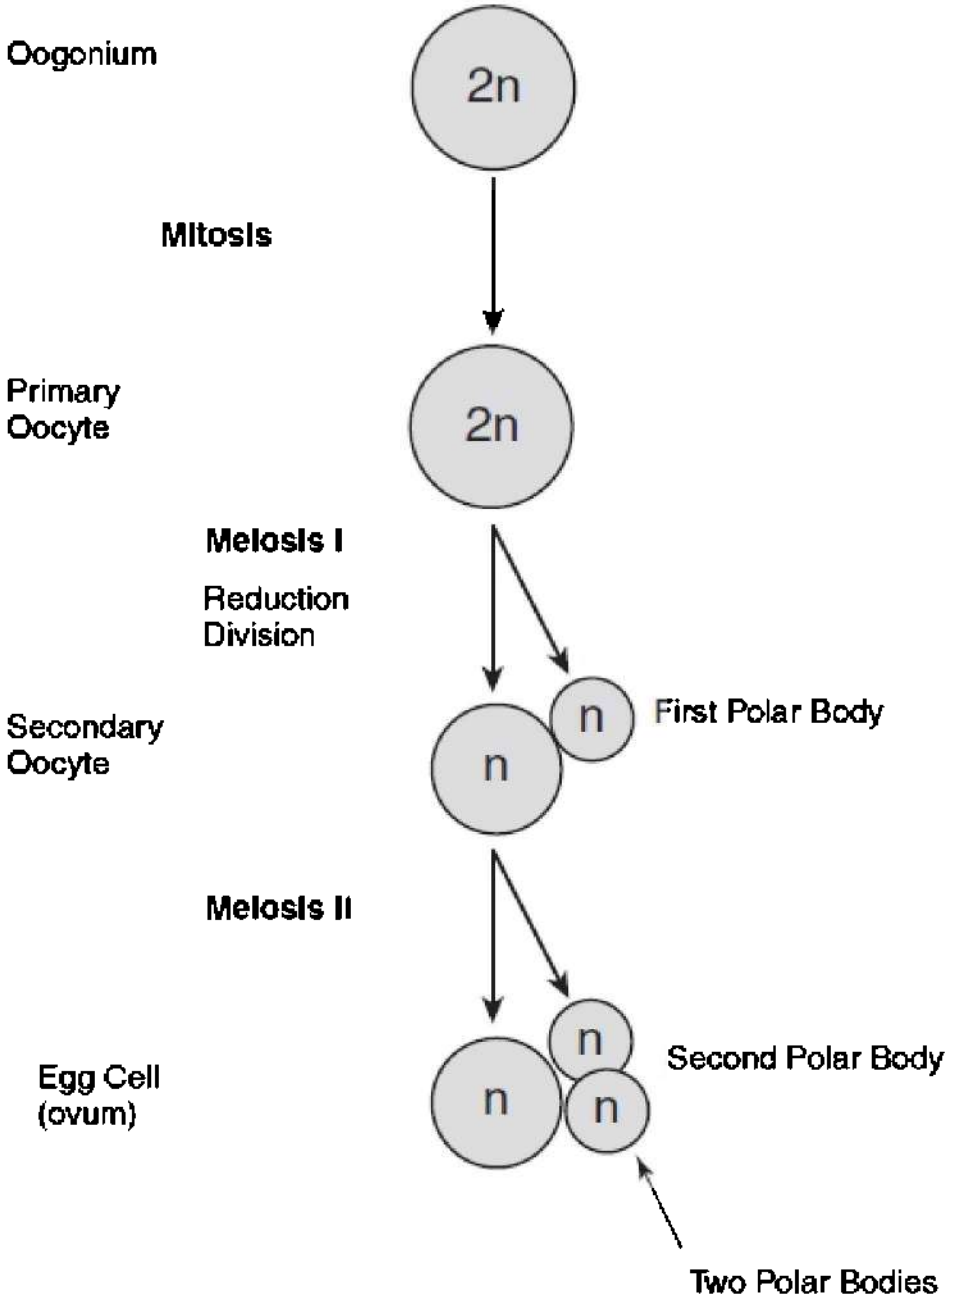 Oogonium
2n
Mitosis
Primary
Oocyte
2n
Meiosis I
Reduction
Division
Secondary
Oocyte
n
n
First Polar Body
Meiosis II
Egg Cell
(ovum)
n
n
n
Second Polar Body
Two Polar Bodies